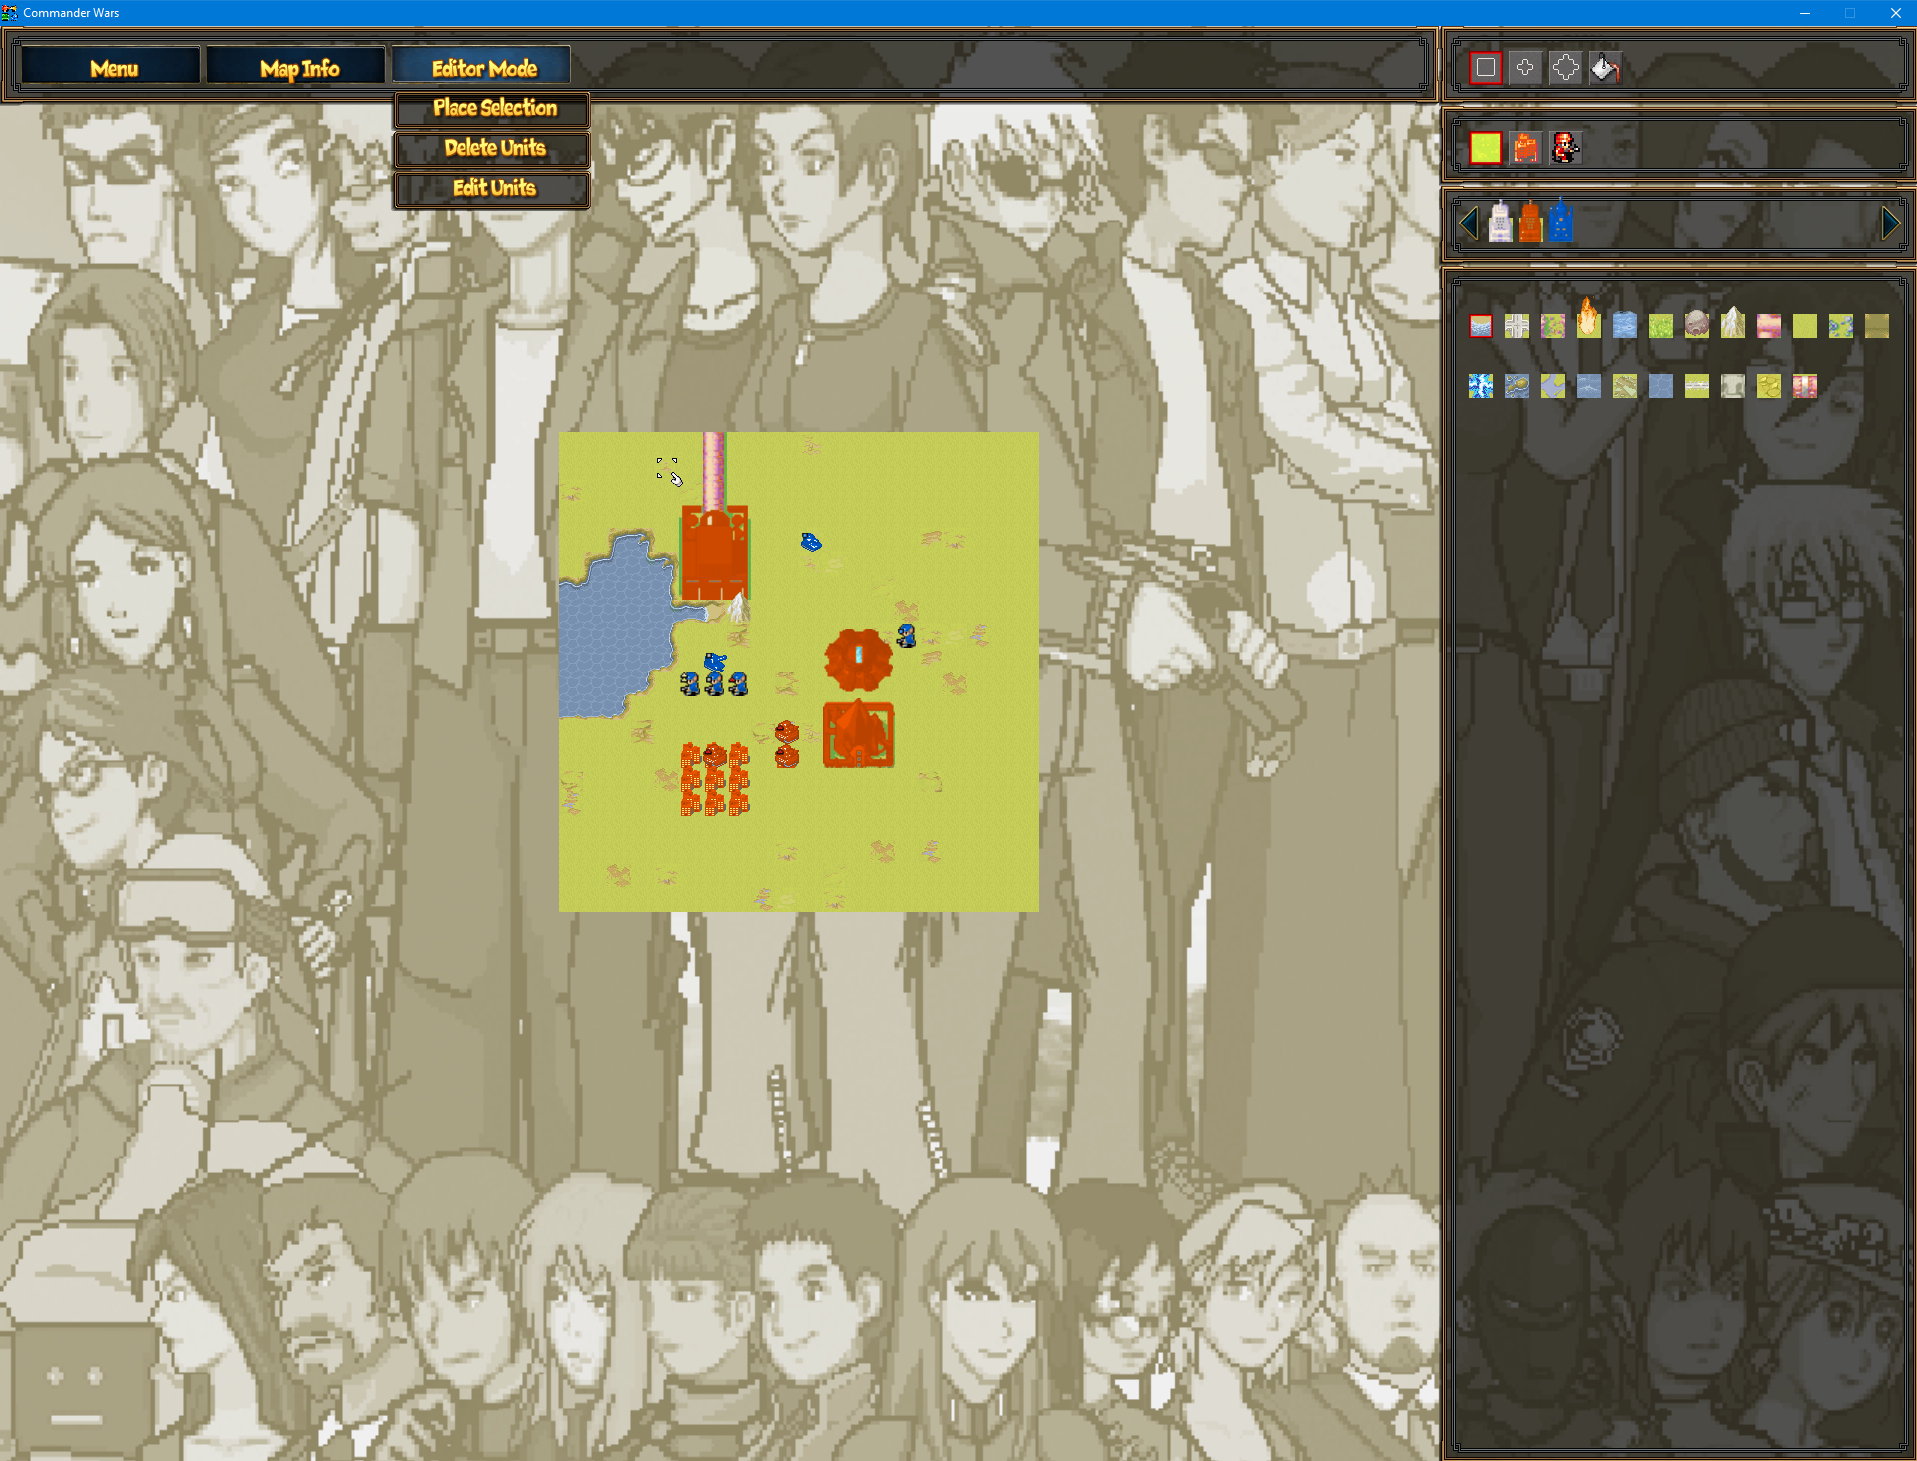 Commander Wars
Menu
Map Info
Editor Mode
Place Selection
Delete Units
Edit Units